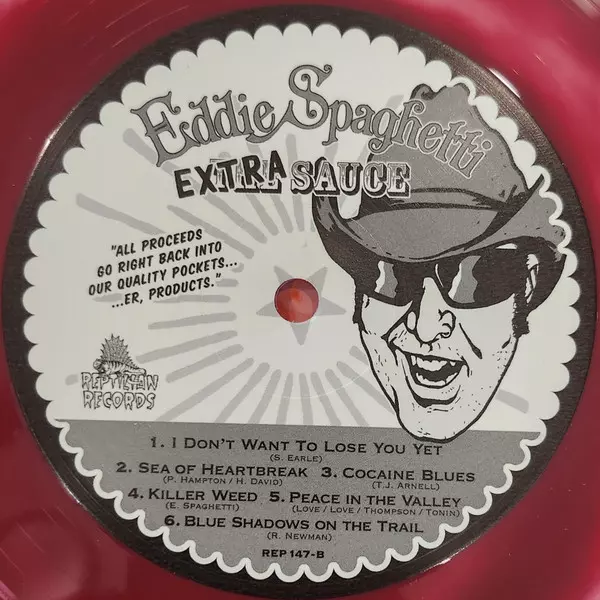 Eddie Spaghetti
EXTRA SAUCE
"ALL PROCEEDS
GO RIGHT BACK INTO
OUR QUALITY POCKETS...
...ER, PRODUCTS."
REPTILIAN
RECORDS
1. I DON'T WANT TO LOSE YOU YET
(S. EARLE)
2. SEA OF HEARTBREAK 3. COCAINE BLUES
(P. HAMPTON / H. DAVID) (T.J. ARNELL)
4. KILLER WEED 5. PEACE IN THE VALLEY
(E. SPAGHETTI) (LOVE / LOVE / THOMPSON / TONIN)
6. BLUE SHADOWS ON THE TRAIL
(R. NEWMAN)
REP 147-B